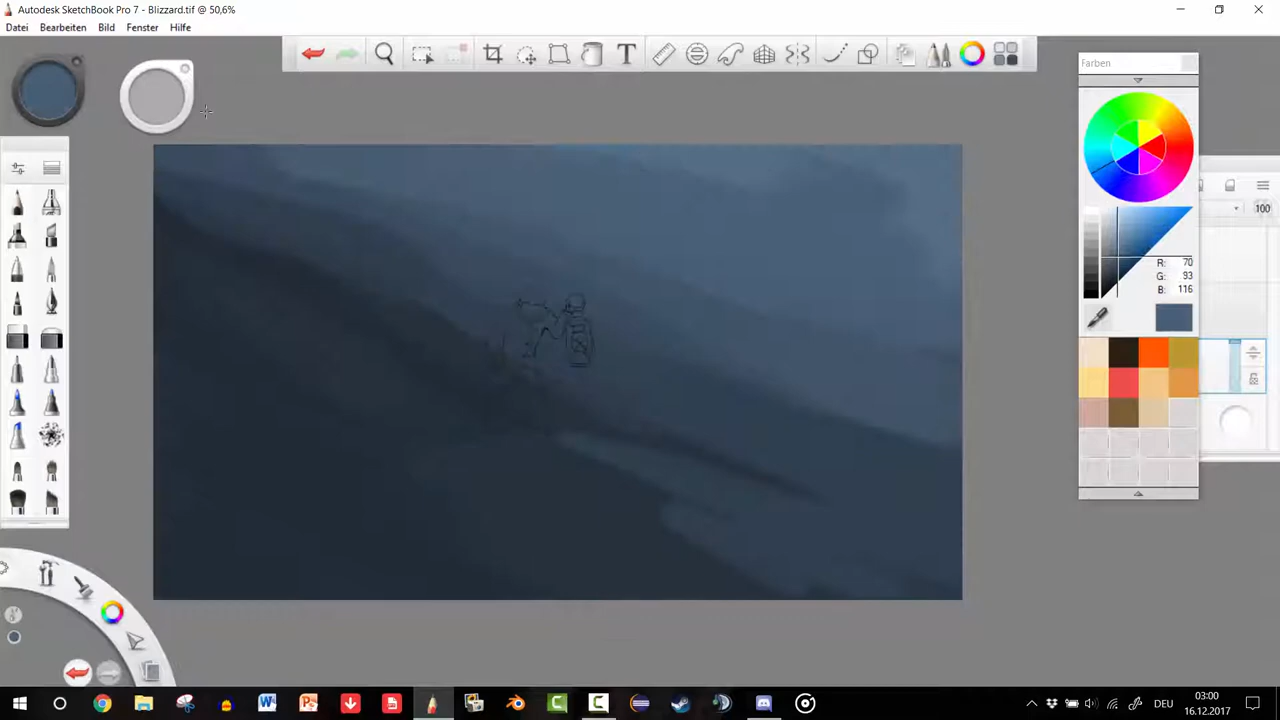 Autodesk SketchBook Pro 7 - Blizzard.tif @ 50,6%
Datei Bearbeiten Bild Fenster Hilfe
Farben
100
R: 70
G: 93
B: 116
DEU
03:00
16.12.2017